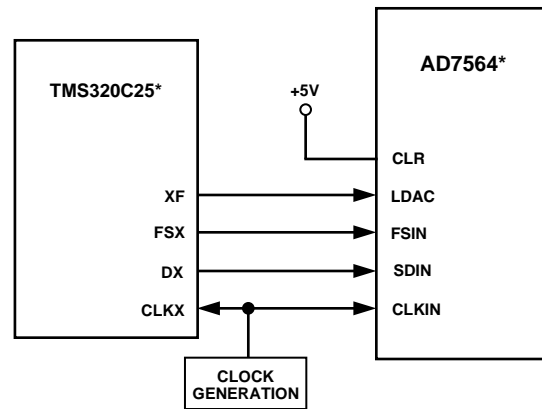 TMS320C25*
AD7564*
+5V
CLR
XF
LDAC
FSX
FSIN
DX
SDIN
CLKX
CLKIN
CLOCK
GENERATION